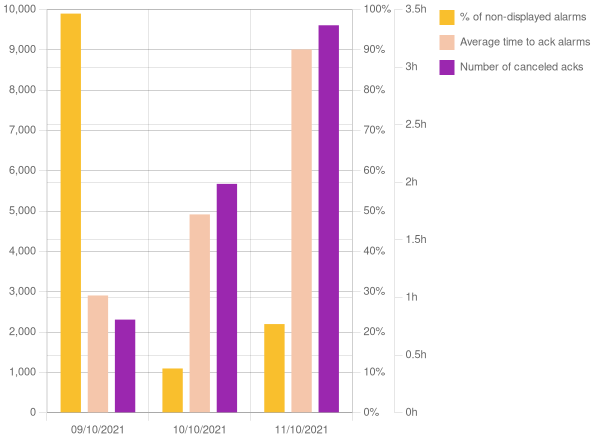 10,000
9,000
8,000
7,000
6,000
5,000
4,000
3,000
2,000
1,000
0
100%
90%
80%
70%
60%
50%
40%
30%
20%
10%
0%
3.5h
3h
2.5h
2h
1.5h
1h
0.5h
0h
09/10/2021
10/10/2021
11/10/2021
% of non-displayed alarms
Average time to ack alarms
Number of canceled acks